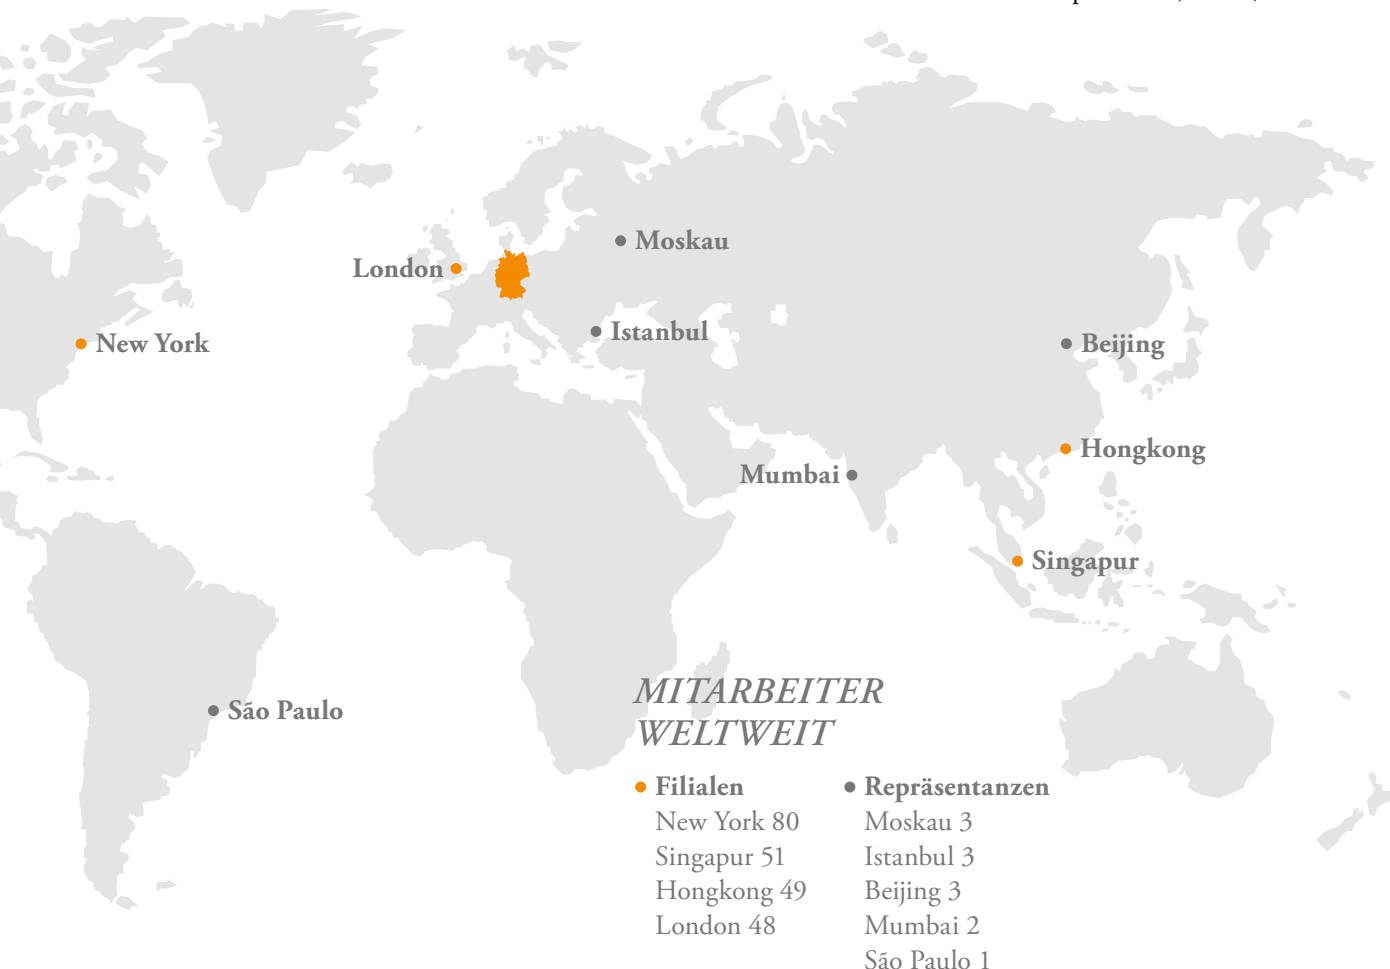 Moskau
London
Istanbul
New York
Beijing
Hongkong
Mumbai
Singapur
São Paulo
MITARBEITER
WELTWEIT
Filialen
New York 80
Singapur 51
Hongkong 49
London 48
Repräsentanzen
Moskau 3
Istanbul 3
Beijing 3
Mumbai 2
São Paulo 1